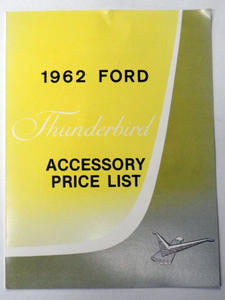 1962 FORD
Thunderbird
ACCESSORY
PRICE LIST